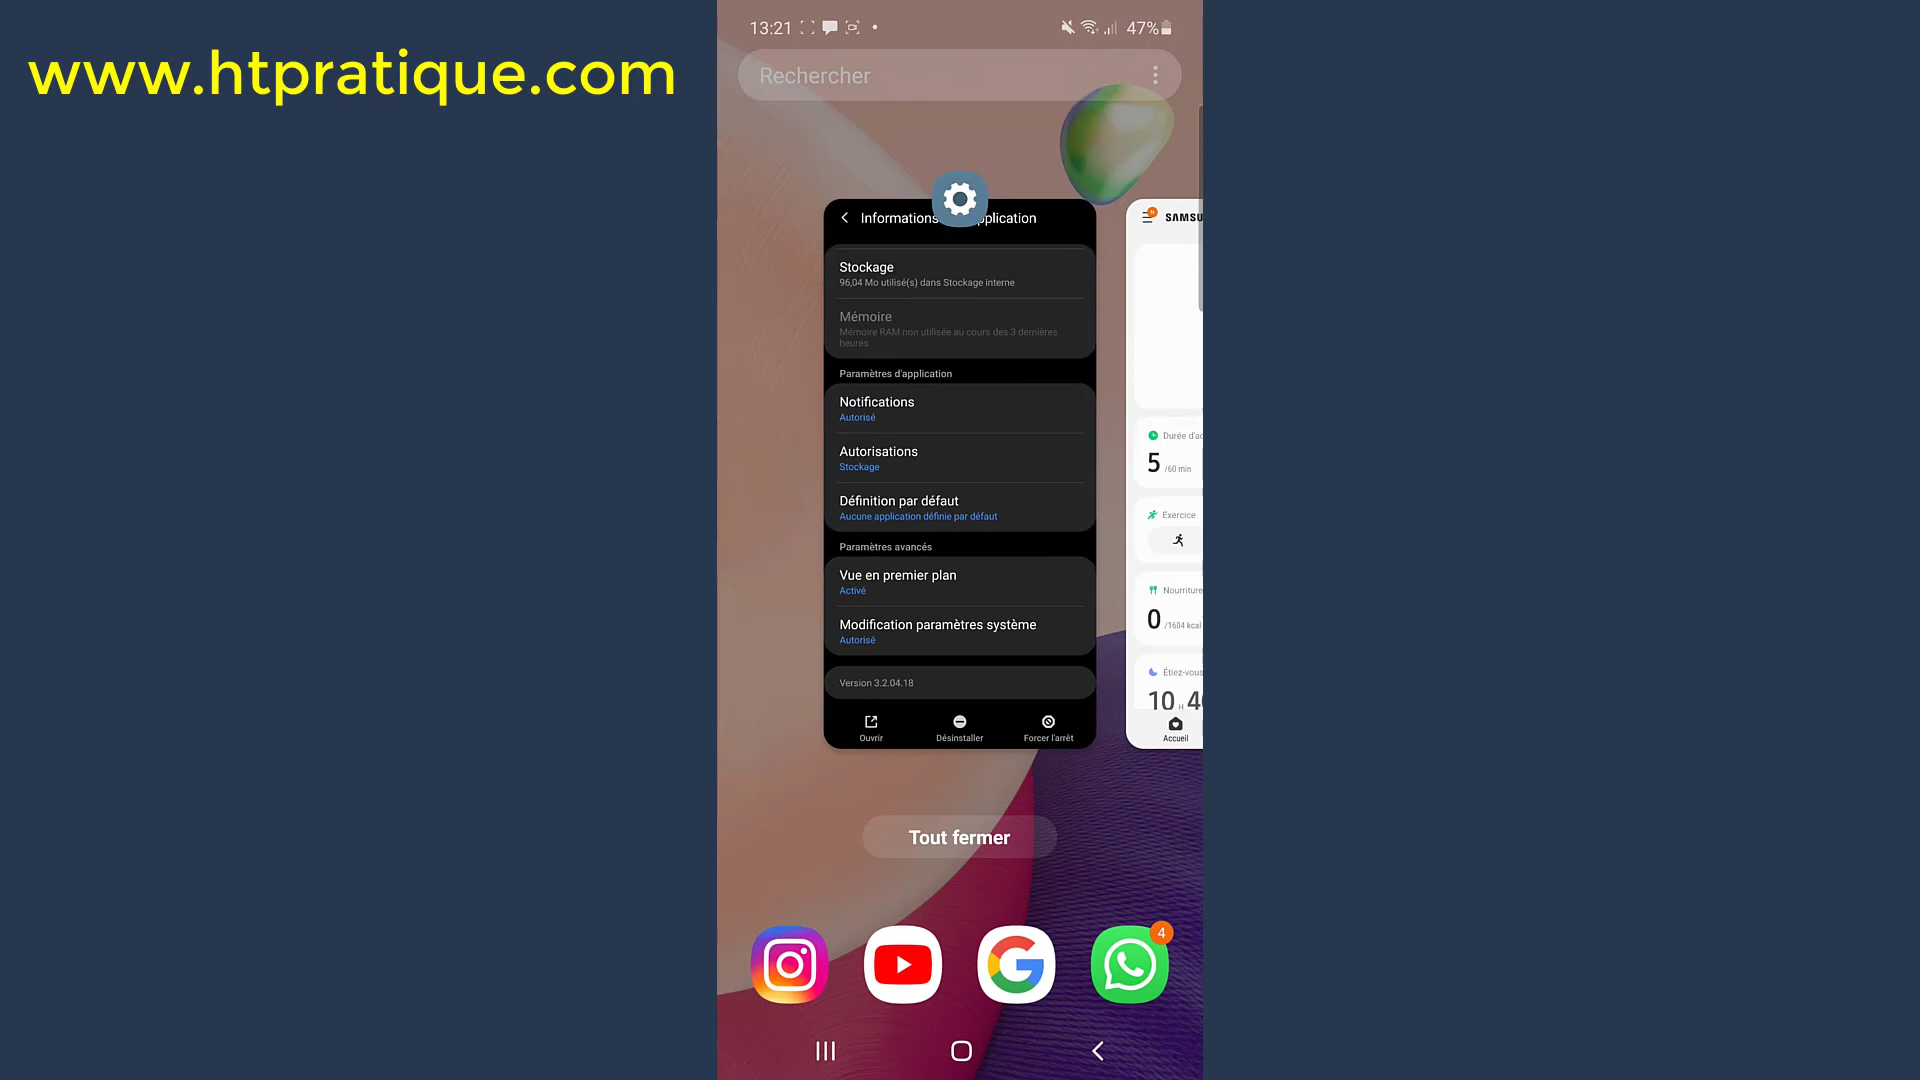 www.htpratique.com
13:21
47%
Rechercher
Informations pplication
Stockage
96,04 Mo utilisé(s) dans Stockage interne
Mémoire
Mémoire RAM non utilisée au cours des 3 dernières
heures
Paramètres d'application
Notifications
Autorisé
Autorisations
Stockage
Définition par défaut
Aucune application définie par défaut
Paramètres avancés
Vue en premier plan
Activé
Modification paramètres système
Autorisé
Version 3.2.04.18
Ouvrir
Désinstaller
Forcer l'arrêt
N
SAMSU
Durée d'ac
5 /60 min
Exercice
Nourriture
0 /1604 kcal
Étiez-vous
10 H 4
Accueil
Tout fermer
4